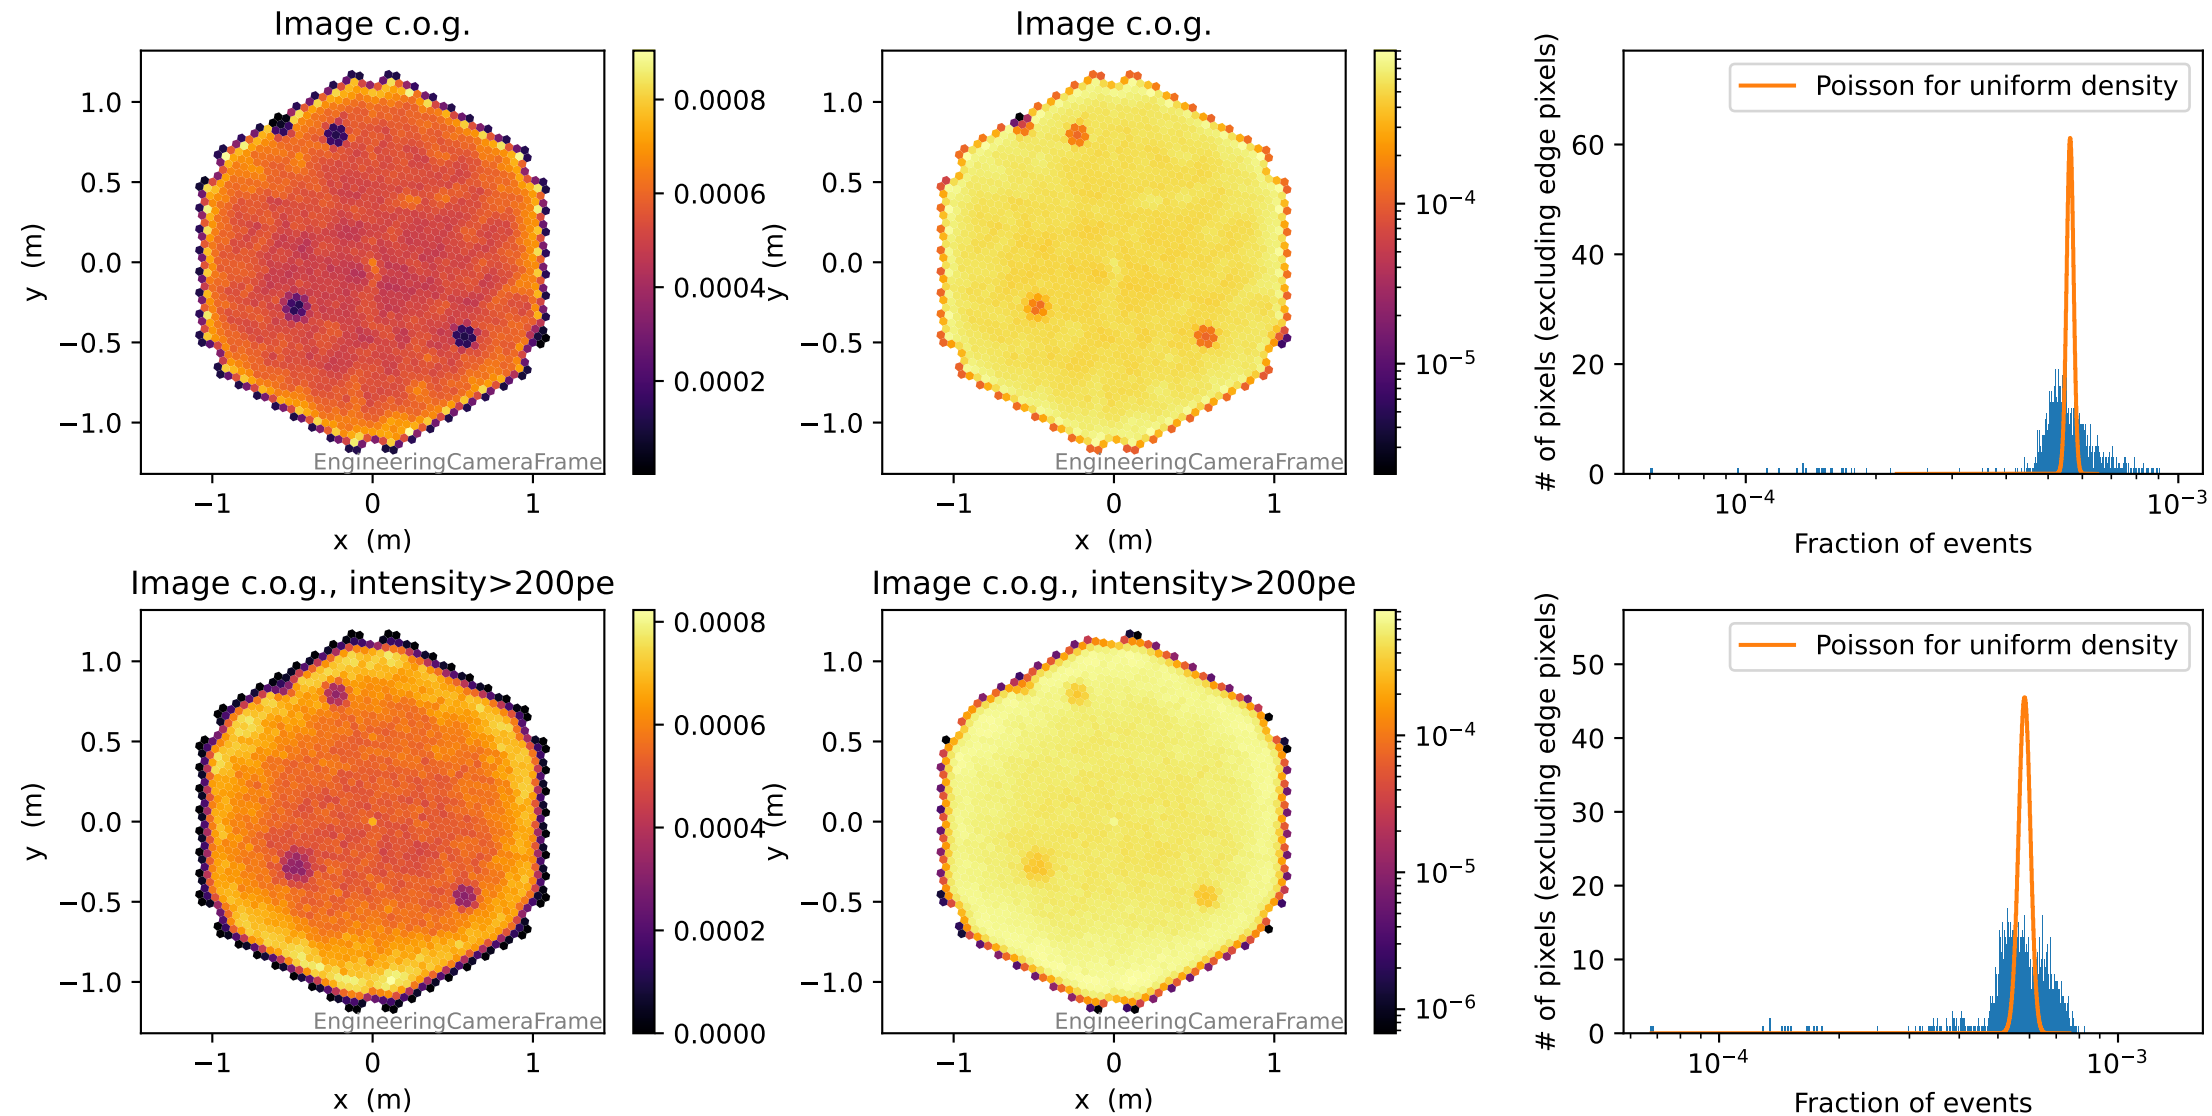 Image c.o.g.
y (m)
1.0
0.5
0.0
−0.5
−1.0
−1
0
1
x (m)
EngineeringCameraFrame
0.0008
0.0006
0.0004
0.0002
Image c.o.g.
y (m)
1.0
0.5
0.0
−0.5
−1.0
−1
0
1
x (m)
EngineeringCameraFrame
10⁻⁴
10⁻⁵
# of pixels (excluding edge pixels)
60
40
20
0
Poisson for uniform density
10⁻⁴
10⁻³
Fraction of events
Image c.o.g., intensity>200pe
y (m)
1.0
0.5
0.0
−0.5
−1.0
−1
0
1
x (m)
EngineeringCameraFrame
0.0008
0.0006
0.0004
0.0002
0.0000
Image c.o.g., intensity>200pe
y (m)
1.0
0.5
0.0
−0.5
−1.0
−1
0
1
x (m)
EngineeringCameraFrame
10⁻⁴
10⁻⁵
10⁻⁶
# of pixels (excluding edge pixels)
50
40
30
20
10
0
Poisson for uniform density
10⁻⁴
10⁻³
Fraction of events